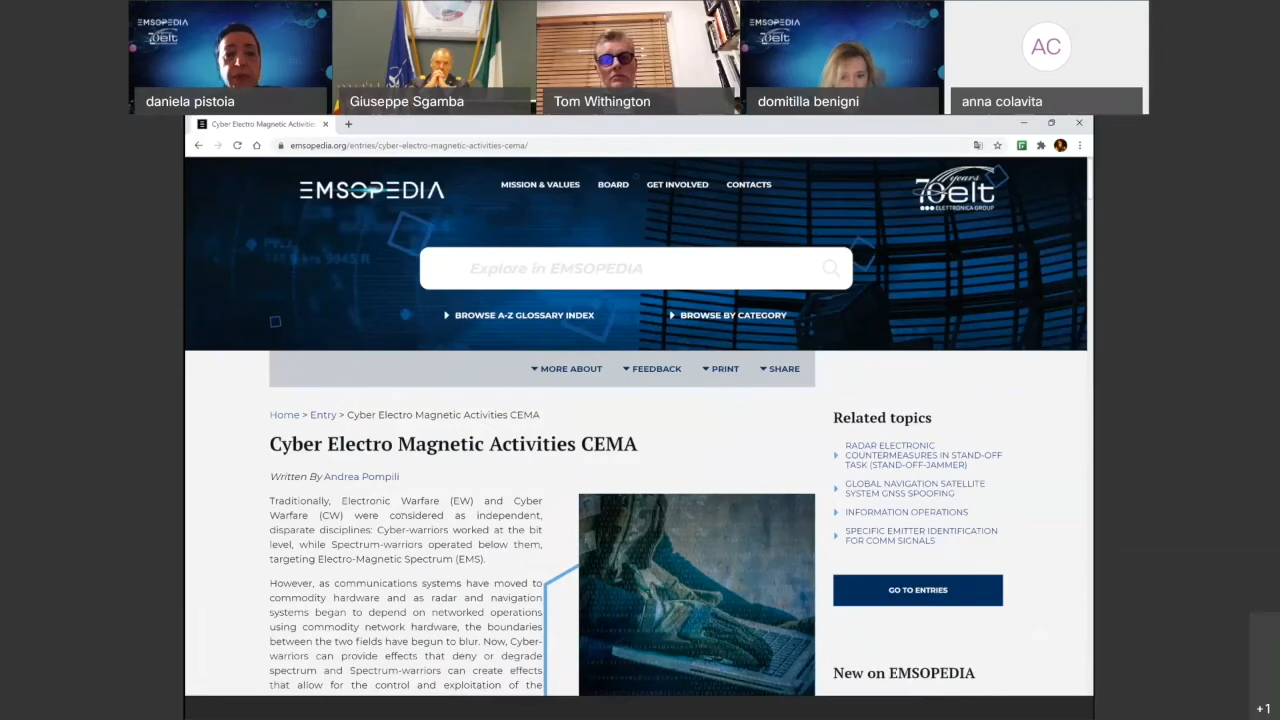 EMSOPEDIA
70elt
EMSOPEDIA
70elt
AC
daniela pistoia
Giuseppe Sgamba
Tom Withington
domitilla benigni
anna colavita
Cyber Electro Magnetic Activities
emsopedia.org/entries/cyber-electro-magnetic-activities-cema/
EMSOPEDIA
MISSION & VALUES
BOARD
GET INVOLVED
CONTACTS
70 years elt
ELETTRONICA GROUP
Explore in EMSOPEDIA
BROWSE A-Z GLOSSARY INDEX
BROWSE BY CATEGORY
MORE ABOUT
FEEDBACK
PRINT
SHARE
Home > Entry > Cyber Electro Magnetic Activities CEMA
Cyber Electro Magnetic Activities CEMA
Written By Andrea Pompili
Traditionally, Electronic Warfare (EW) and Cyber
Warfare (CW) were considered as independent,
disparate disciplines: Cyber-warriors worked at the bit
level, while Spectrum-warriors operated below them,
targeting Electro-Magnetic Spectrum (EMS).
However, as communications systems have moved to
commodity hardware and as radar and navigation
systems began to depend on networked operations
using commodity network hardware, the boundaries
between the two fields have begun to blur. Now, Cyber-
warriors can provide effects that deny or degrade
spectrum and Spectrum-warriors can create effects
that allow for the control and exploitation of the
Related topics
RADAR ELECTRONIC
COUNTERMEASURES IN STAND-OFF
TASK (STAND-OFF-JAMMER)
GLOBAL NAVIGATION SATELLITE
SYSTEM GNSS SPOOFING
INFORMATION OPERATIONS
SPECIFIC EMITTER IDENTIFICATION
FOR COMM SIGNALS
GO TO ENTRIES
New on EMSOPEDIA
+1